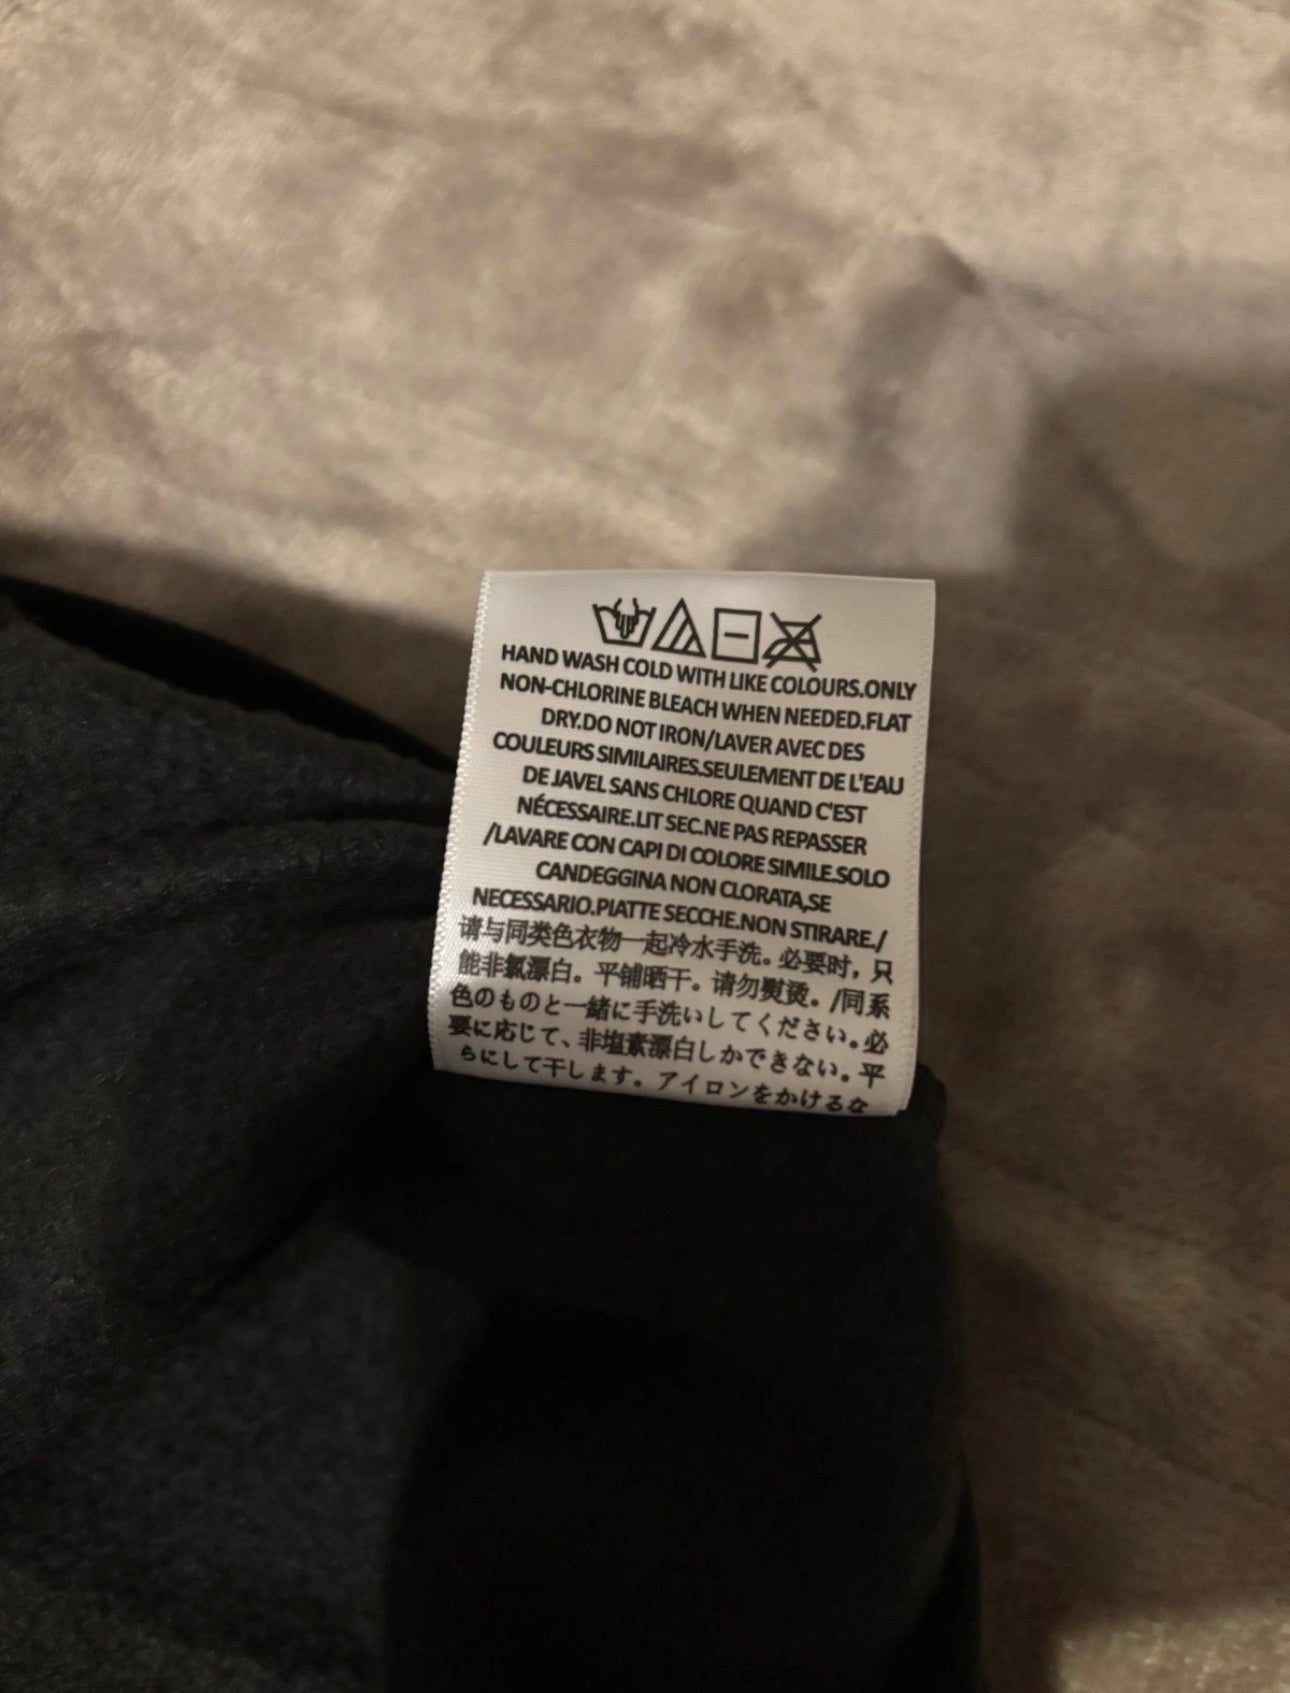 HAND WASH COLD WITH LIKE COLOURS.ONLY
NON-CHLORINE BLEACH WHEN NEEDED.FLAT
DRY.DO NOT IRON/LAVER AVEC DES
COULEURS SIMILAIRES.SEULEMENT DE L'EAU
DE JAVEL SANS CHLORE QUAND C'EST
NÉCESSAIRE.LIT SEC.NE PAS REPASSER
/LAVARE CON CAPI DI COLORE SIMILE.SOLO
CANDEGGINA NON CLORATA,SE
NECESSARIO.PIATTE SECCHE.NON STIRARE./
请与同类色衣物一起冷水手洗。必要时，只
能非氯漂白。平铺晒干。请勿熨烫。/同系
色のものと一緒に手洗いしてください。必
要に応じて、非塩素漂白しかできない。平
らにして干します。アイロンをかけるな